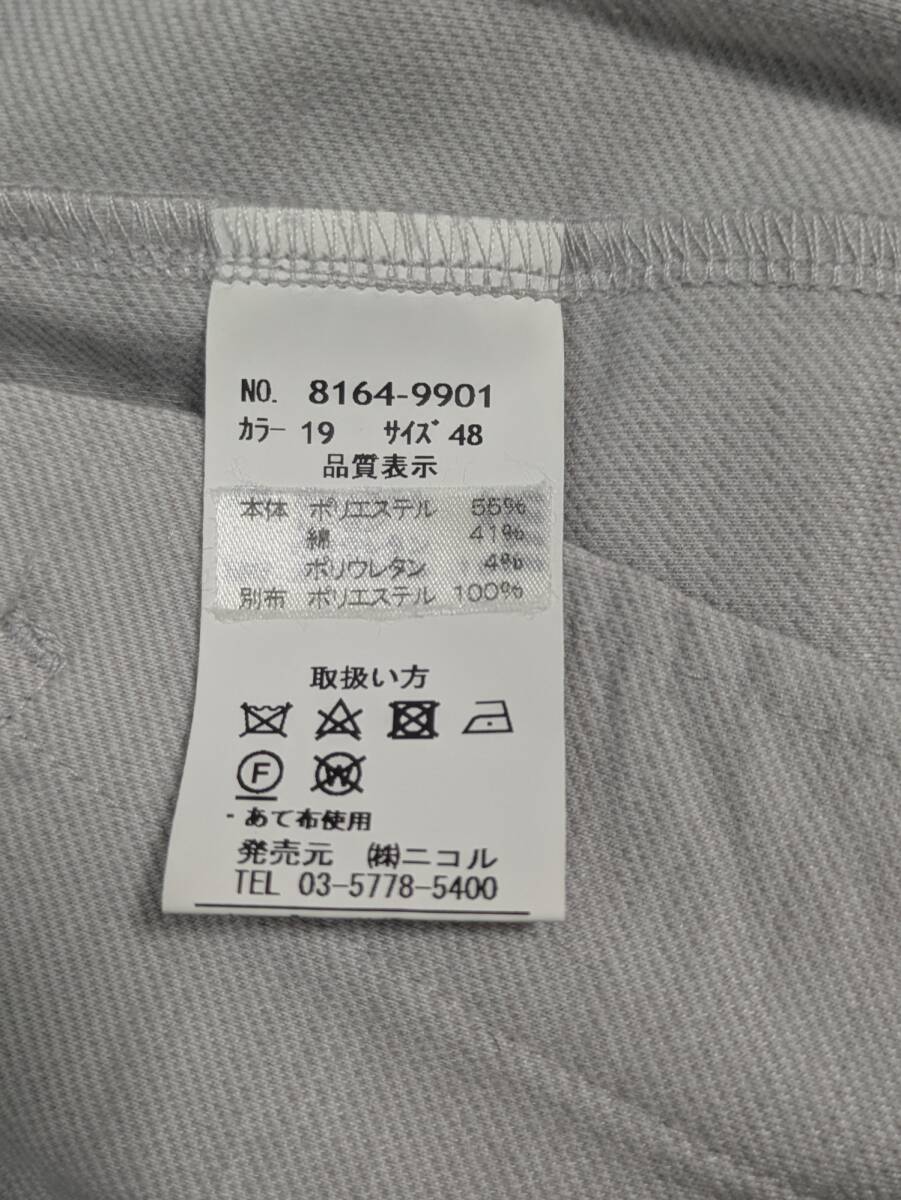 NO. 8164-9901
カラー 19 サイズ 48
品質表示
本体 ポリエステル 55%
綿 41%
ポリウレタン 4%
別布 ポリエステル 100%
取扱い方
F W
・あて布使用
発売元 ㈱ニコル
TEL 03-5778-5400